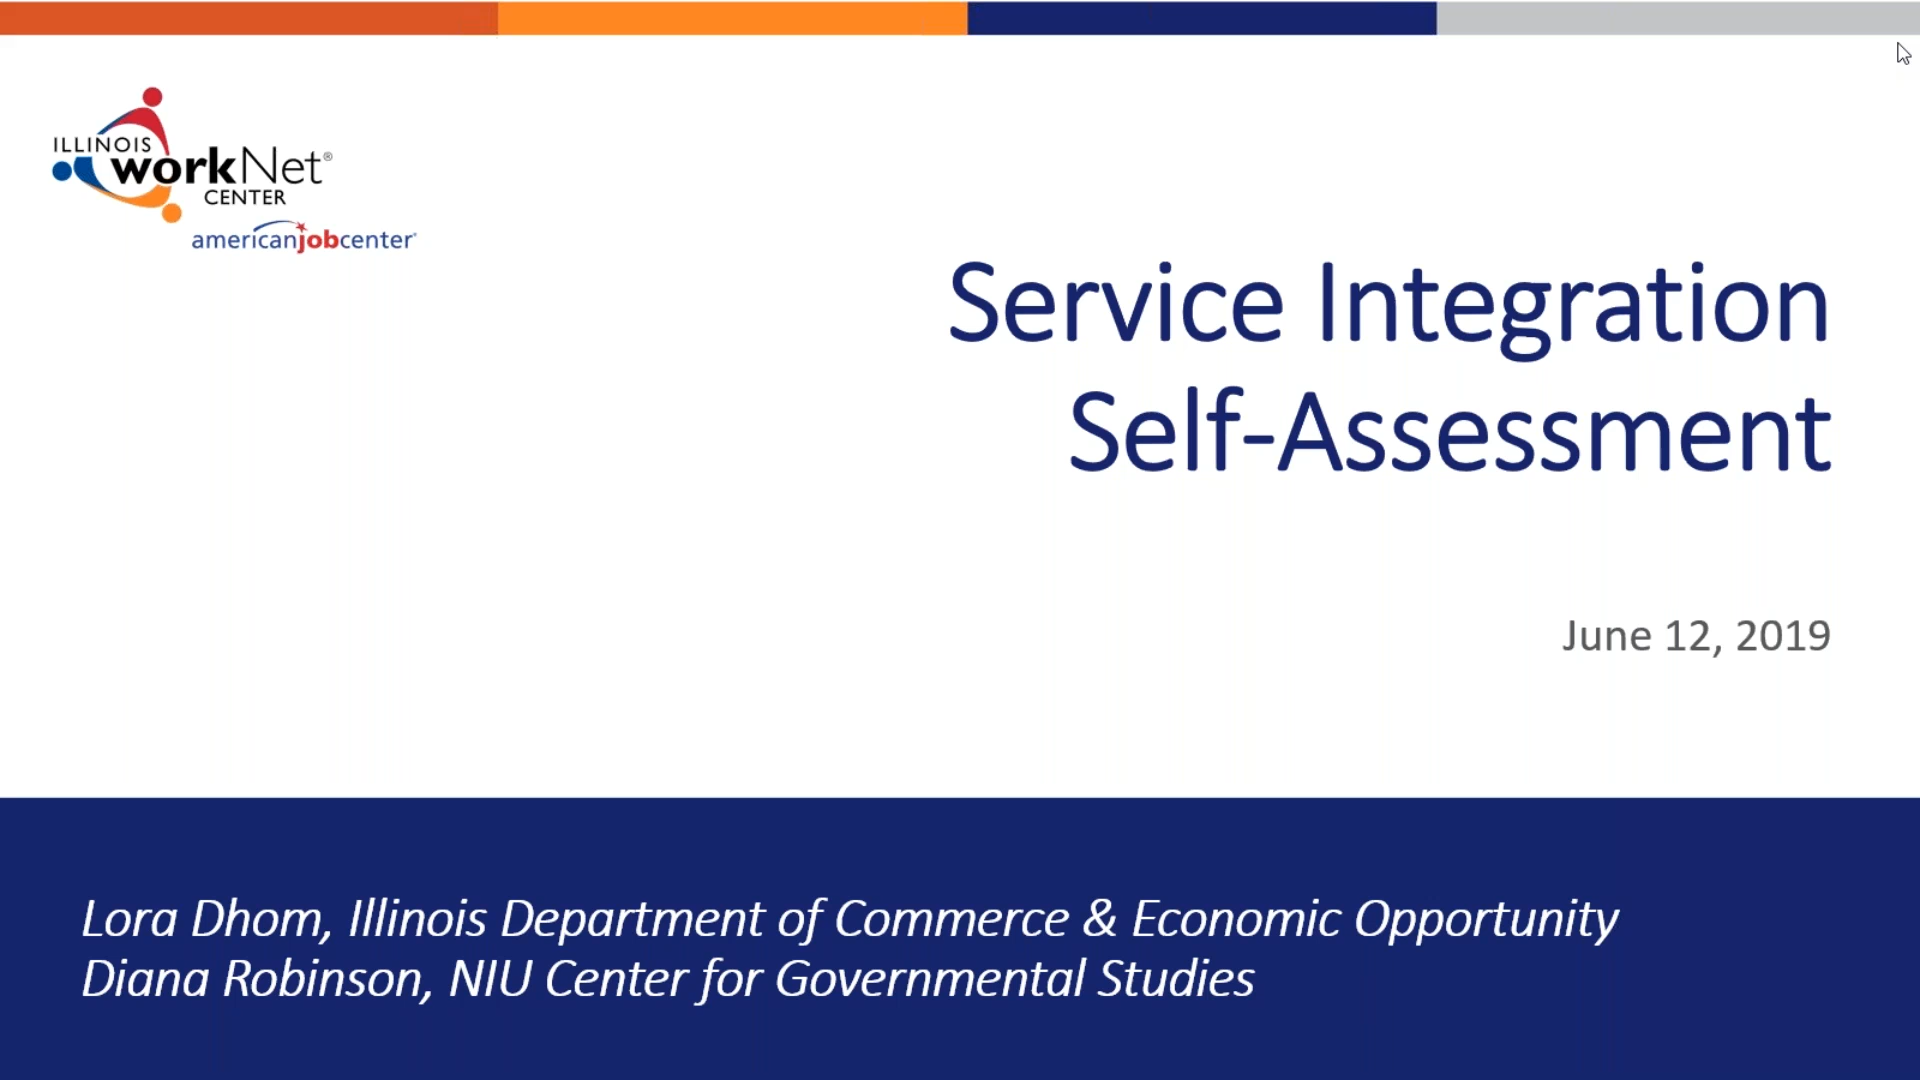 ILLINOIS
workNet®
CENTER
americanjobcenter®
Service Integration
Self-Assessment
June 12, 2019
Lora Dhom, Illinois Department of Commerce & Economic Opportunity
Diana Robinson, NIU Center for Governmental Studies